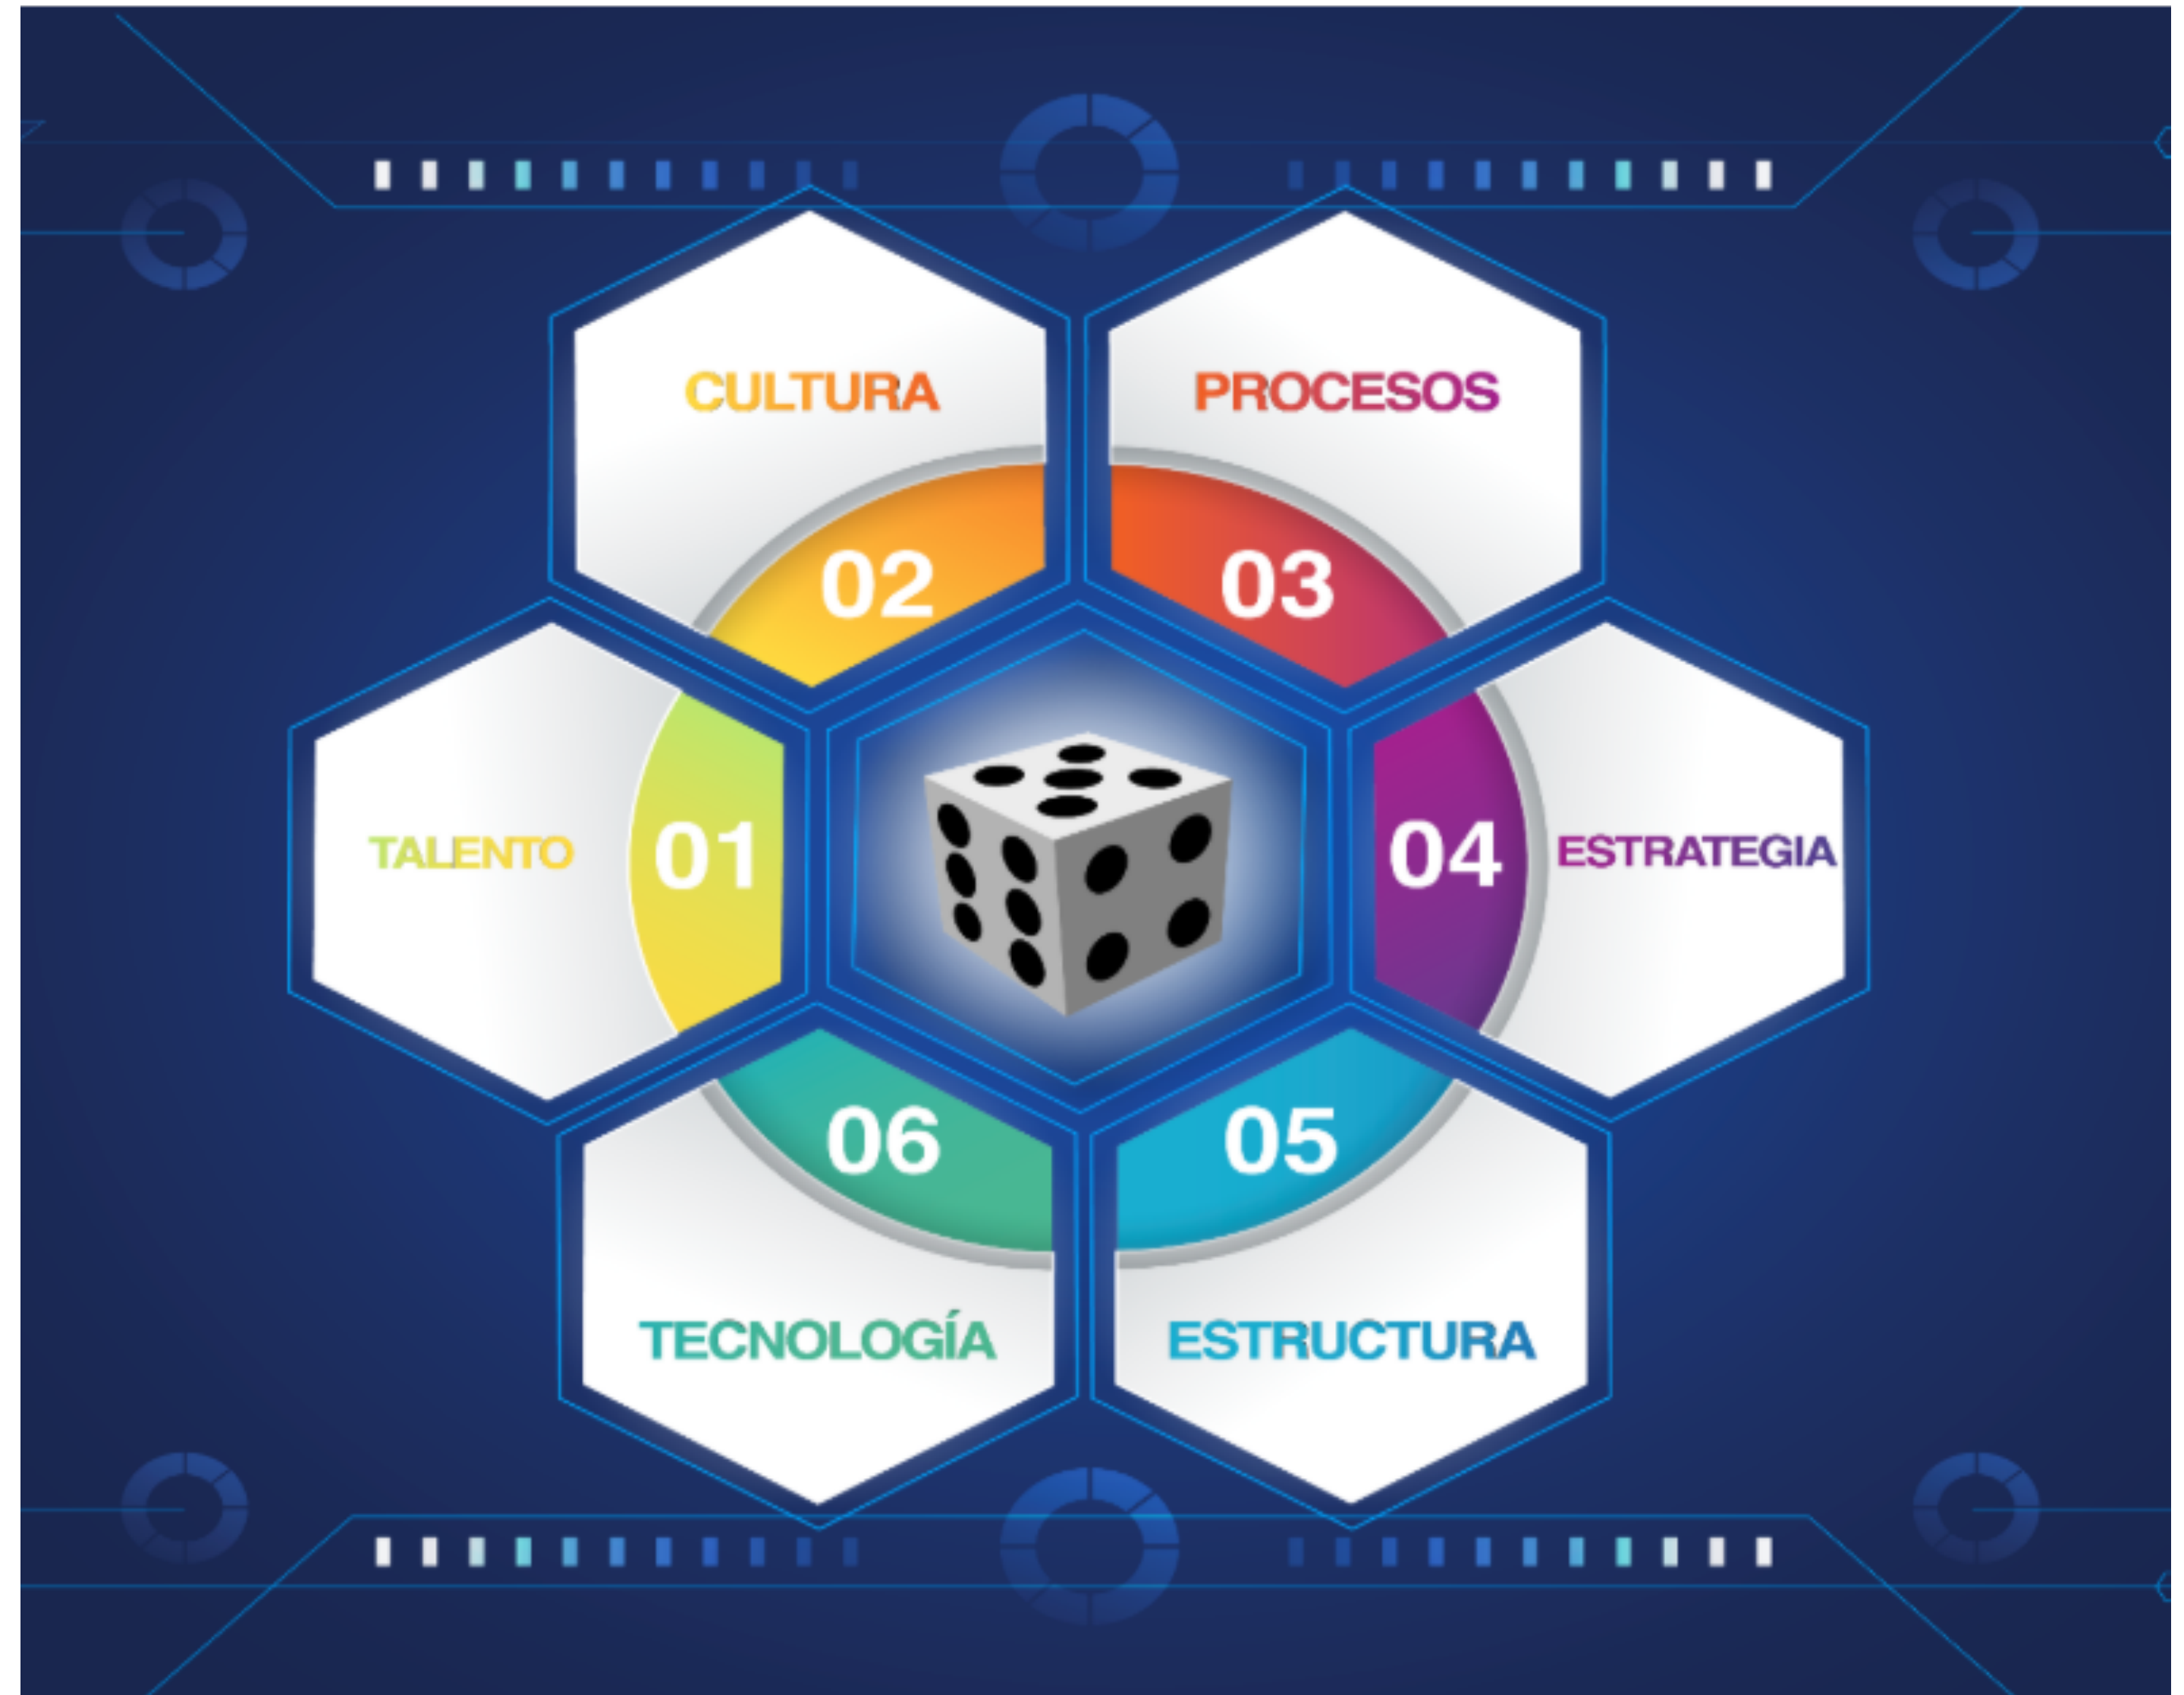 CULTURA
PROCESOS
02
03
TALENTO
01
04
ESTRATEGIA
06
05
TECNOLOGÍA
ESTRUCTURA